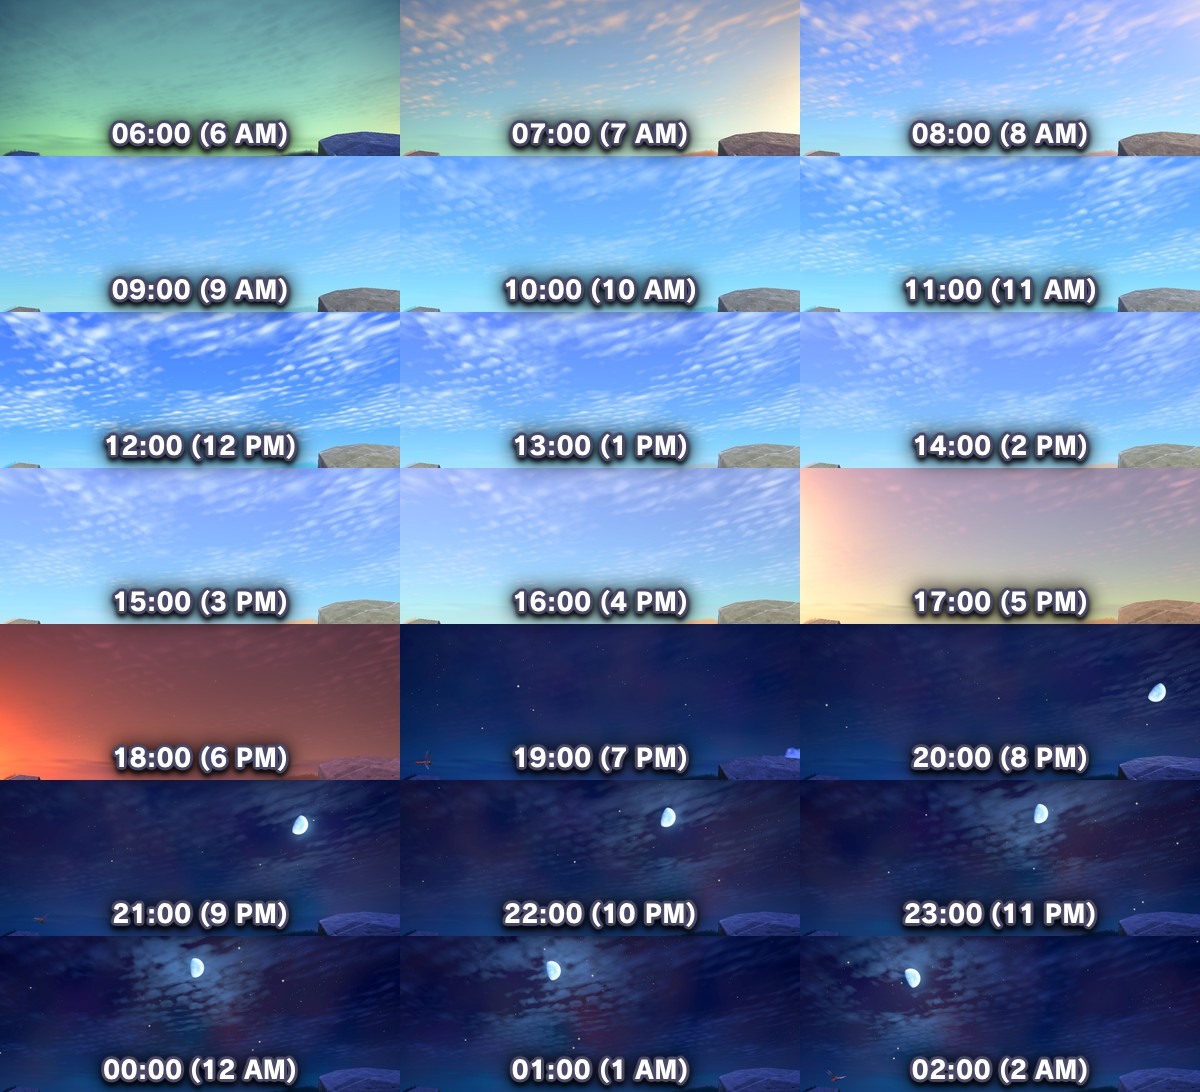 06:00 (6 AM)
07:00 (7 AM)
08:00 (8 AM)
09:00 (9 AM)
10:00 (10 AM)
11:00 (11 AM)
12:00 (12 PM)
13:00 (1 PM)
14:00 (2 PM)
15:00 (3 PM)
16:00 (4 PM)
17:00 (5 PM)
18:00 (6 PM)
19:00 (7 PM)
20:00 (8 PM)
21:00 (9 PM)
22:00 (10 PM)
23:00 (11 PM)
00:00 (12 AM)
01:00 (1 AM)
02:00 (2 AM)